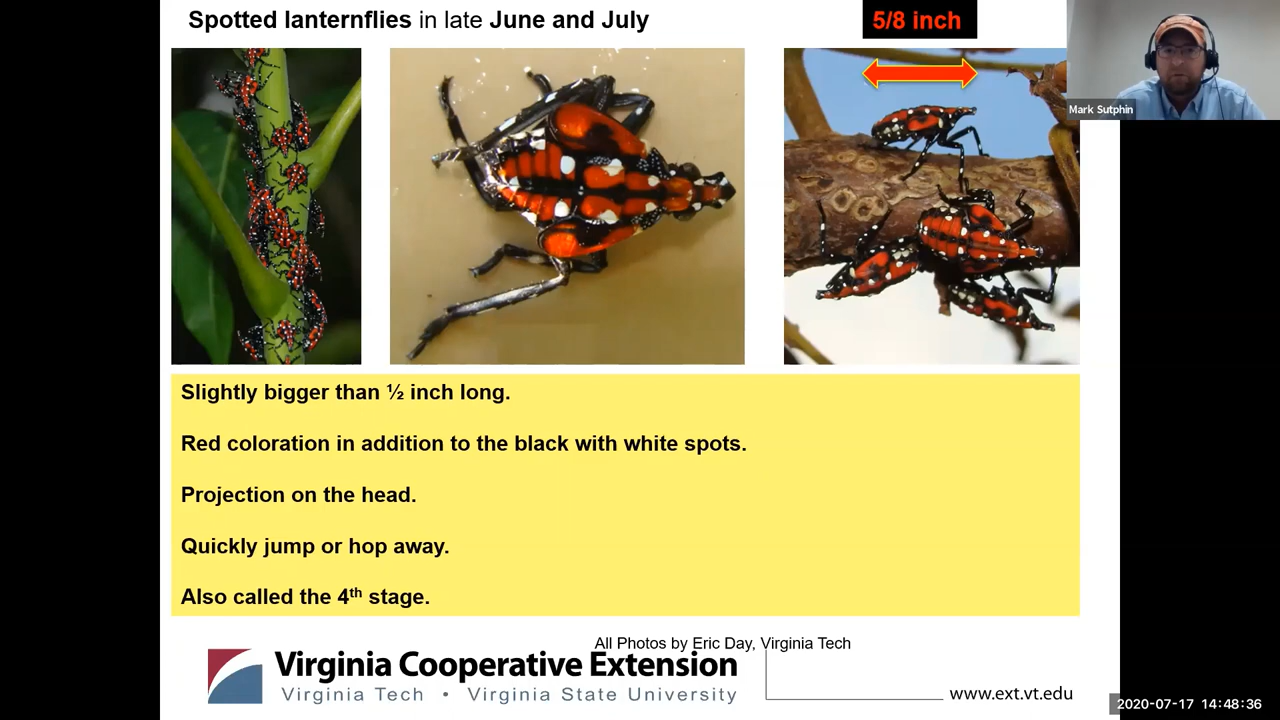 Spotted lanternflies in late June and July
5/8 inch
Mark Sutphin
Slightly bigger than ½ inch long.
Red coloration in addition to the black with white spots.
Projection on the head.
Quickly jump or hop away.
Also called the 4th stage.
All Photos by Eric Day, Virginia Tech
Virginia Cooperative Extension
Virginia Tech • Virginia State University
www.ext.vt.edu
2020-07-17 14:48:36